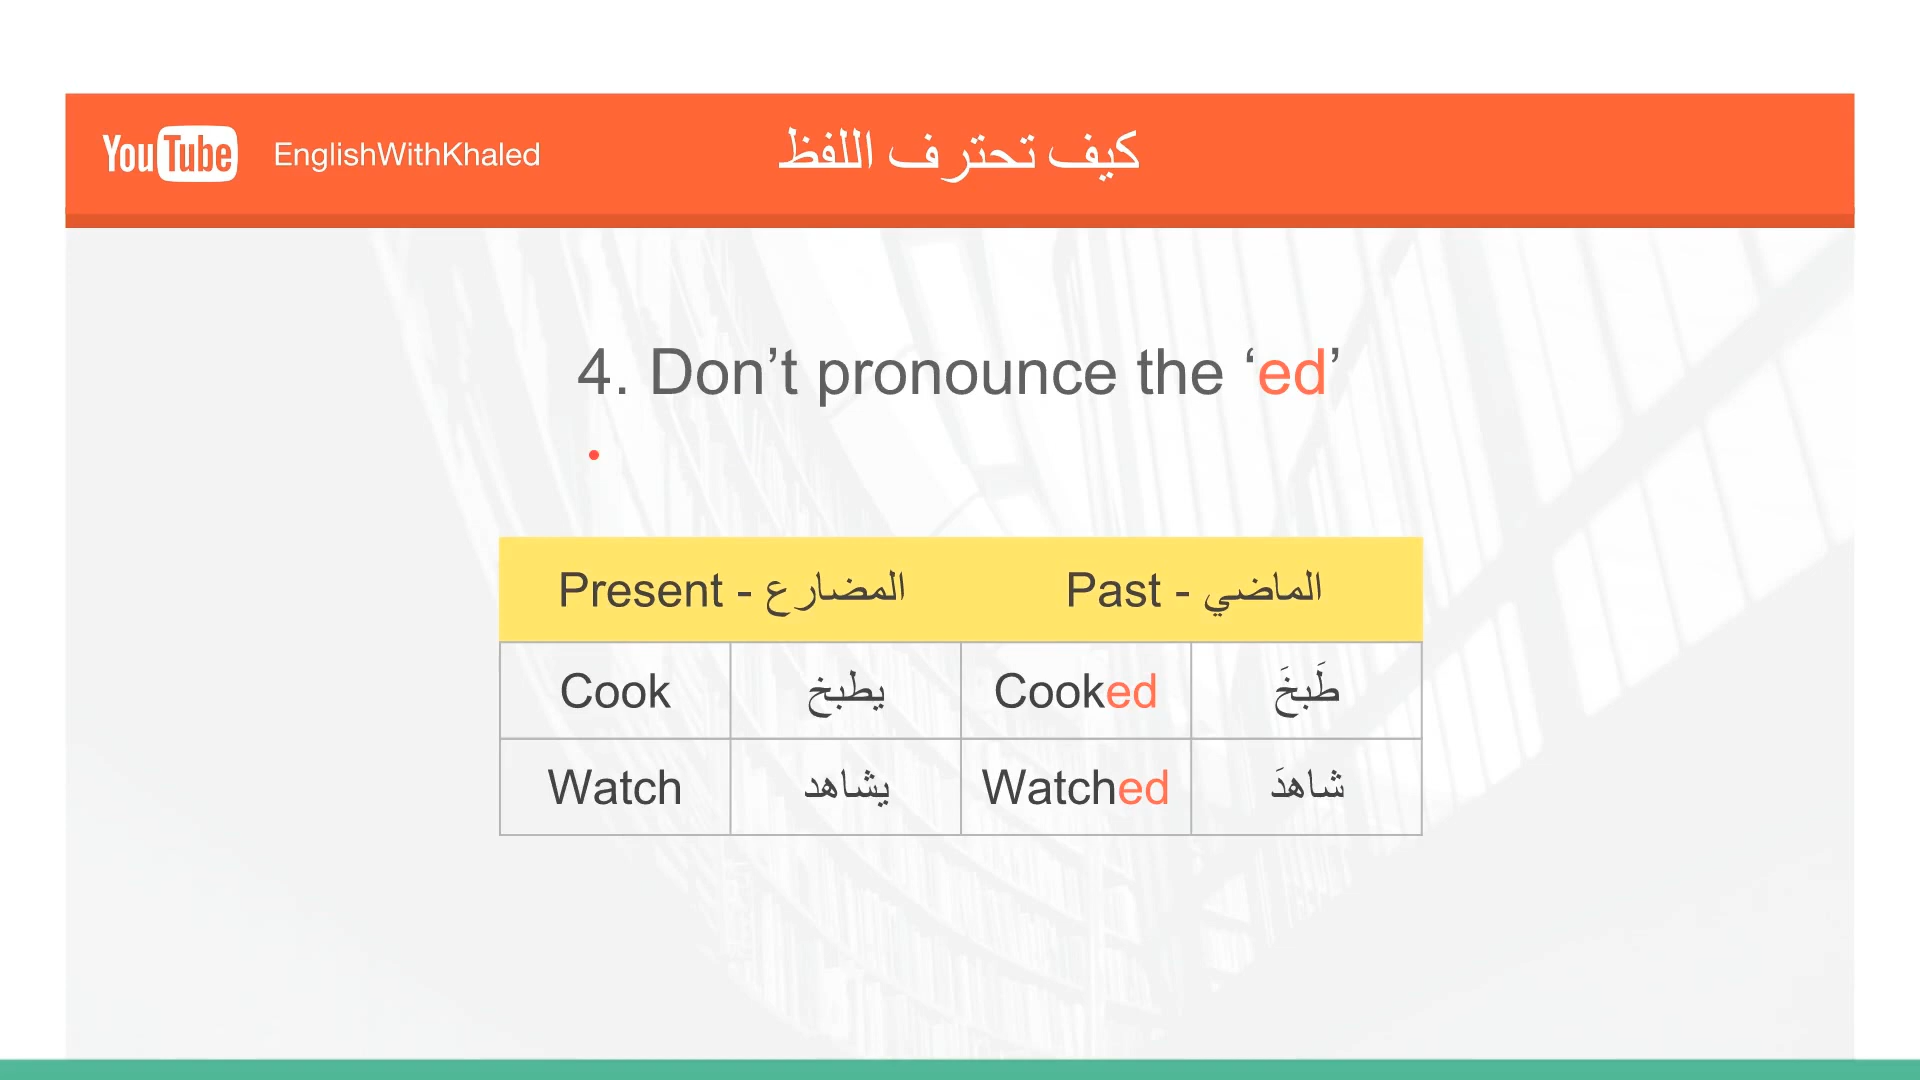 YouTube EnglishWithKhaled كيف تحترف اللفظ
4. Don’t pronounce the ‘ed’
Present - المضارع Past - الماضي
Cook يطبخ Cooked طَبخَ
Watch يشاهد Watched شاهدَ